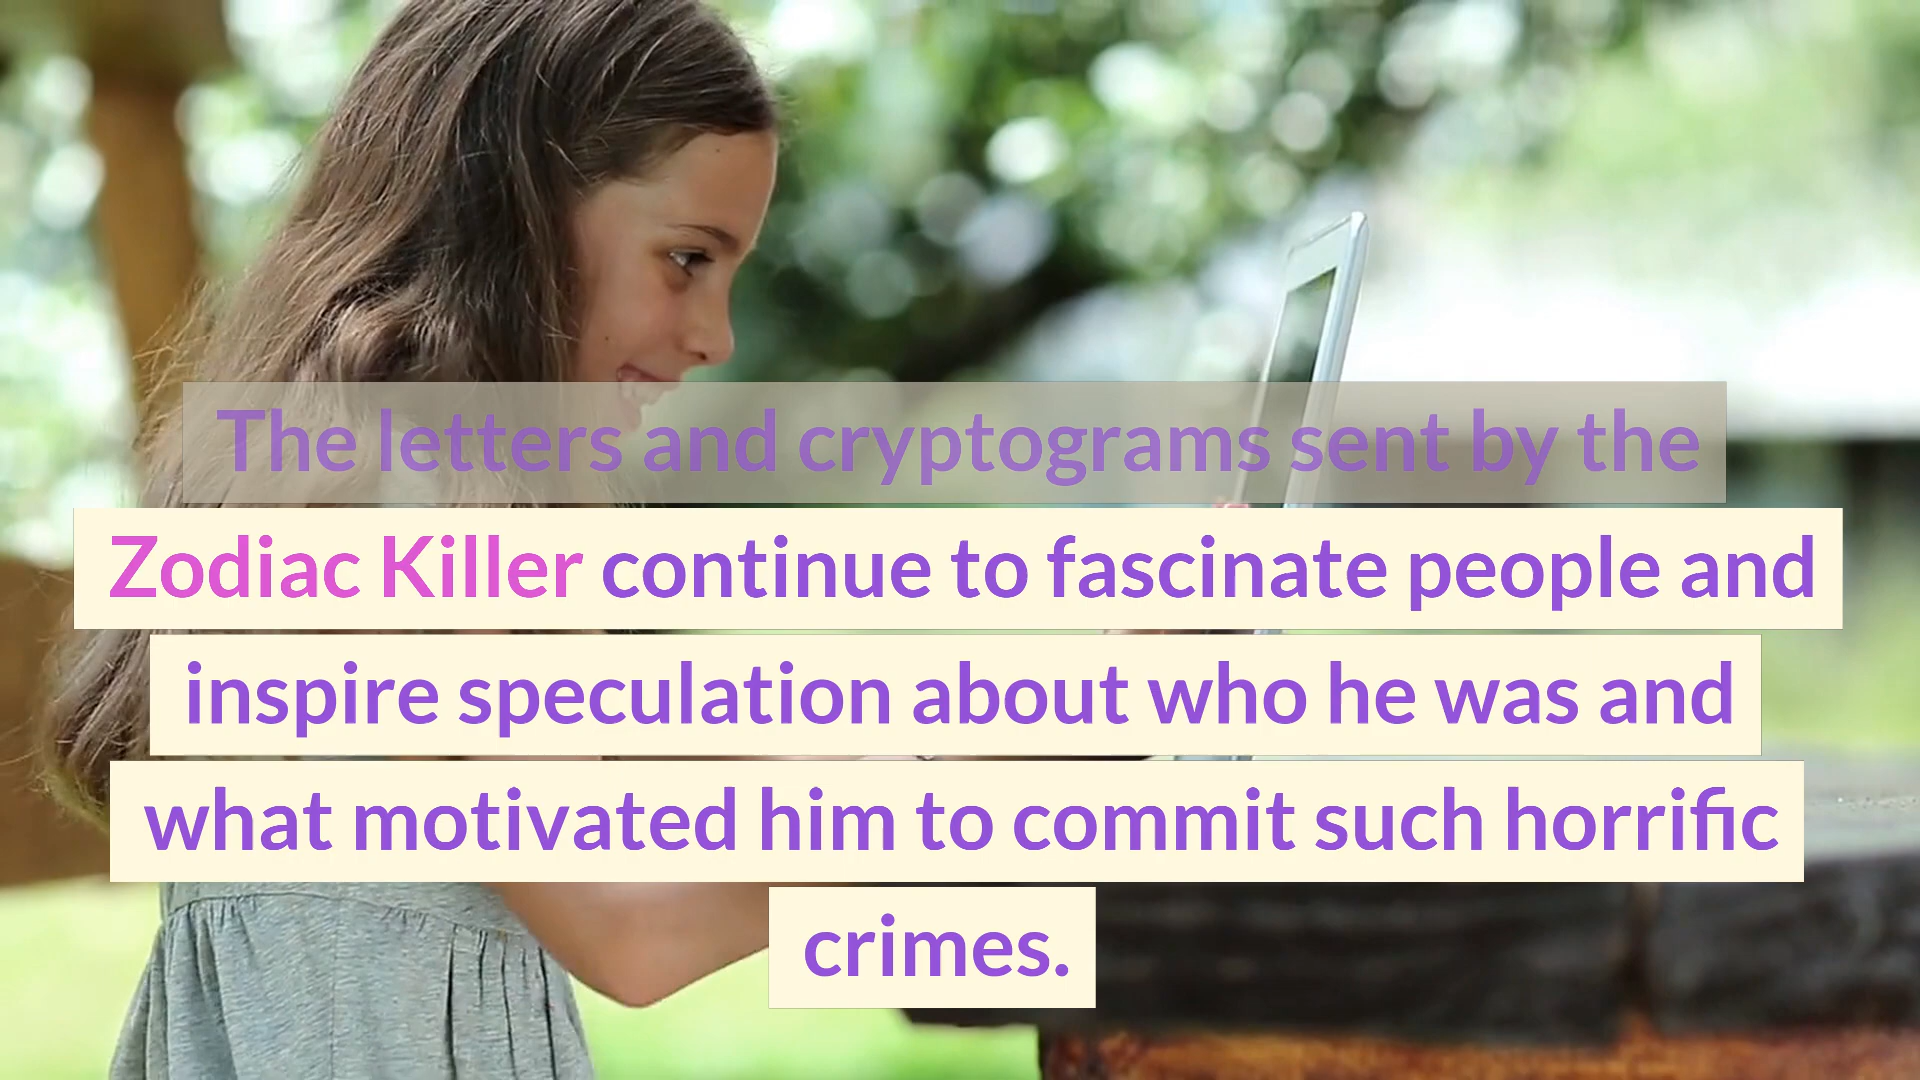 The letters and cryptograms sent by the
Zodiac Killer continue to fascinate people and
inspire speculation about who he was and
what motivated him to commit such horrific
crimes.